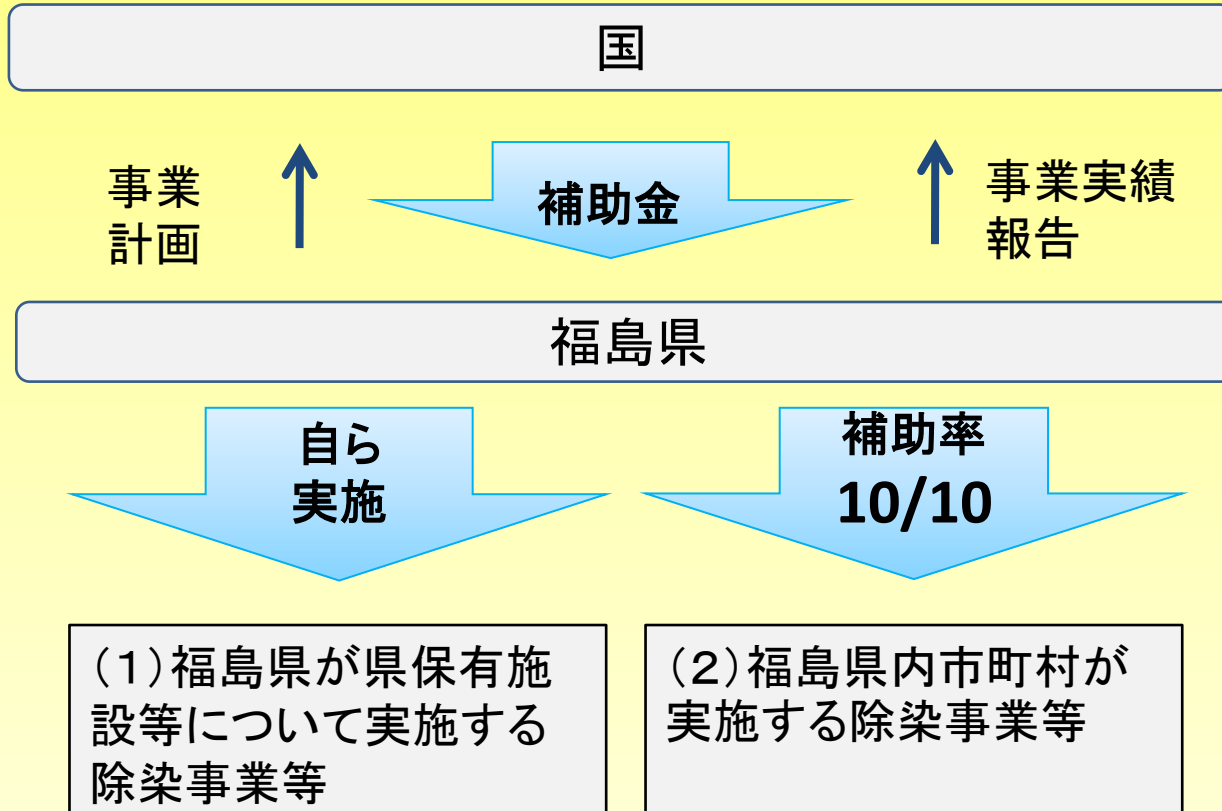 国
事業
計画
補助金
事業実績
報告
福島県
自ら
実施
補助率
10/10
（１）福島県が県保有施
設等について実施する
除染事業等
（２）福島県内市町村が
実施する除染事業等